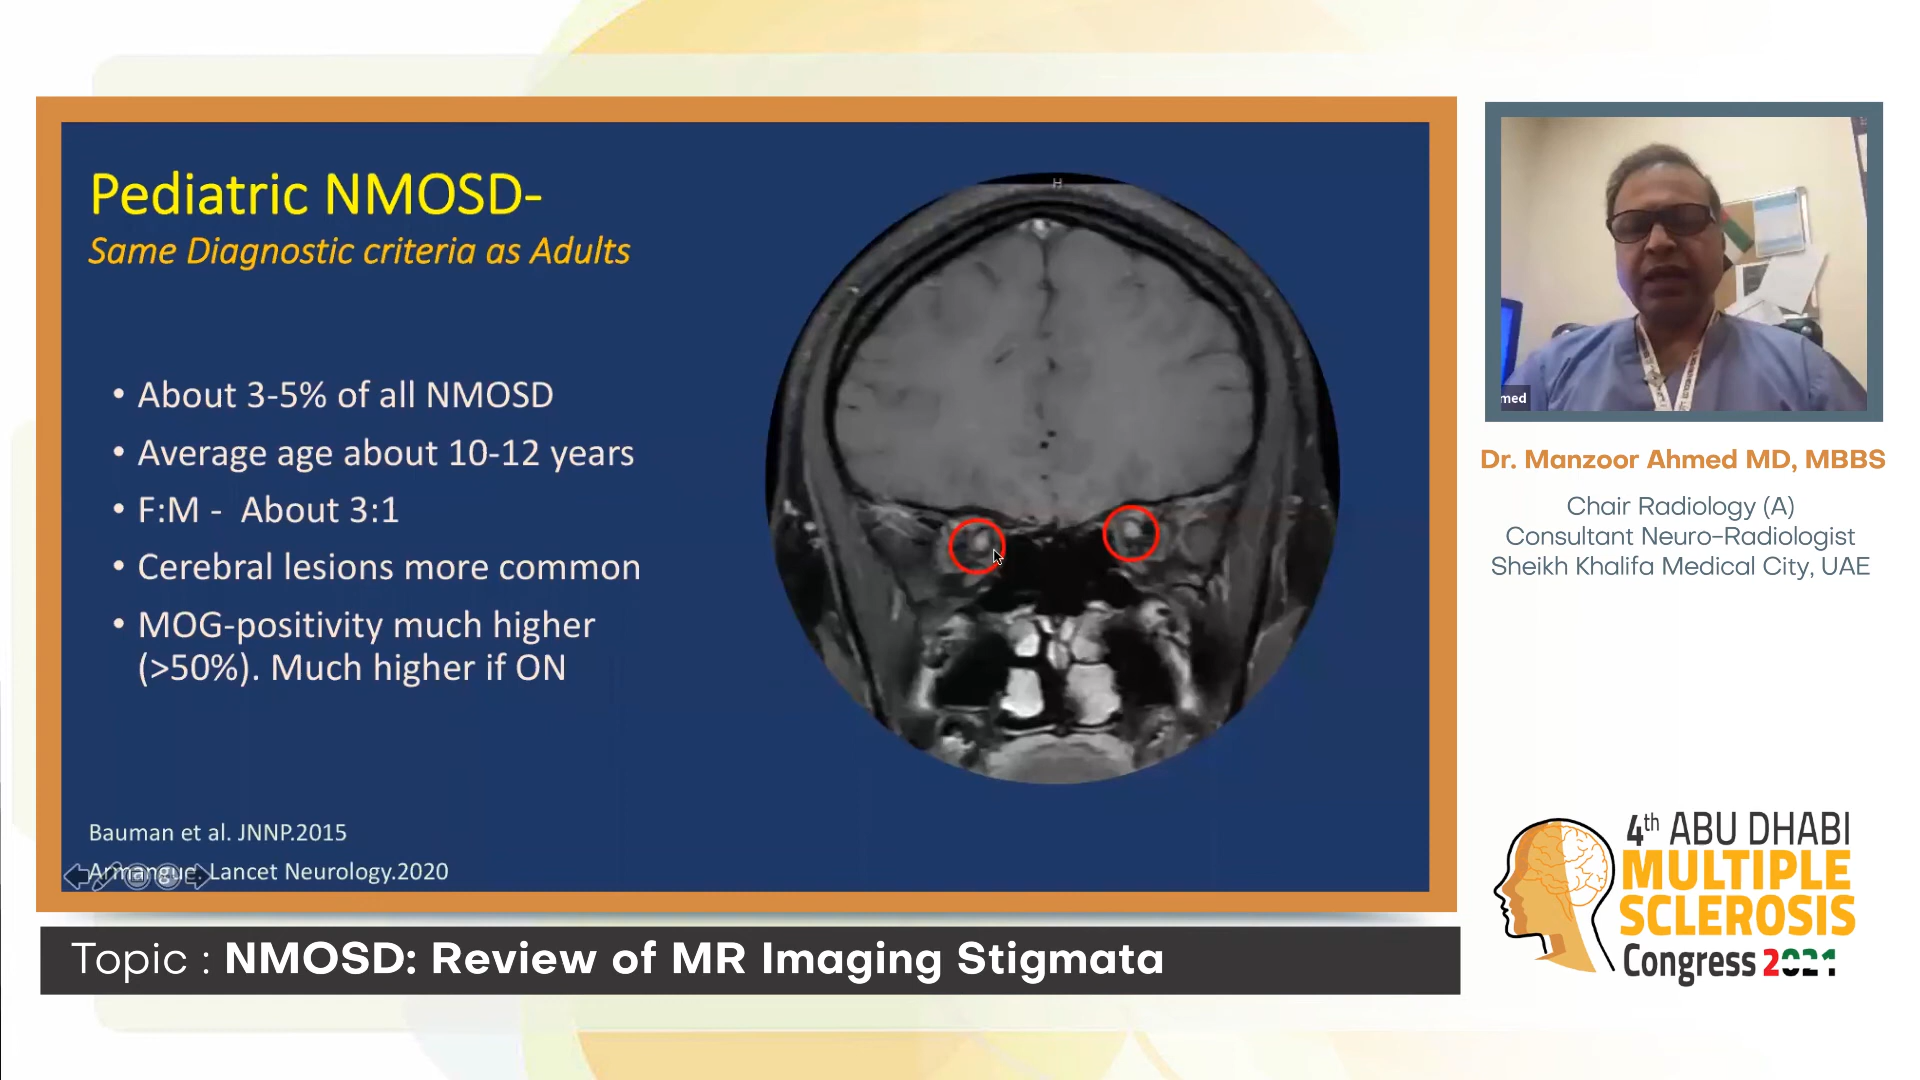 Pediatric NMOSD-
Same Diagnostic criteria as Adults
• About 3-5% of all NMOSD
• Average age about 10-12 years
• F:M - About 3:1
• Cerebral lesions more common
• MOG-positivity much higher
(>50%). Much higher if ON
Bauman et al. JNNP.2015
Armangue. Lancet Neurology.2020
H
med
Dr. Manzoor Ahmed MD, MBBS
Chair Radiology (A)
Consultant Neuro-Radiologist
Sheikh Khalifa Medical City, UAE
4th ABU DHABI
MULTIPLE
SCLEROSIS
Congress 2021
Topic : NMOSD: Review of MR Imaging Stigmata